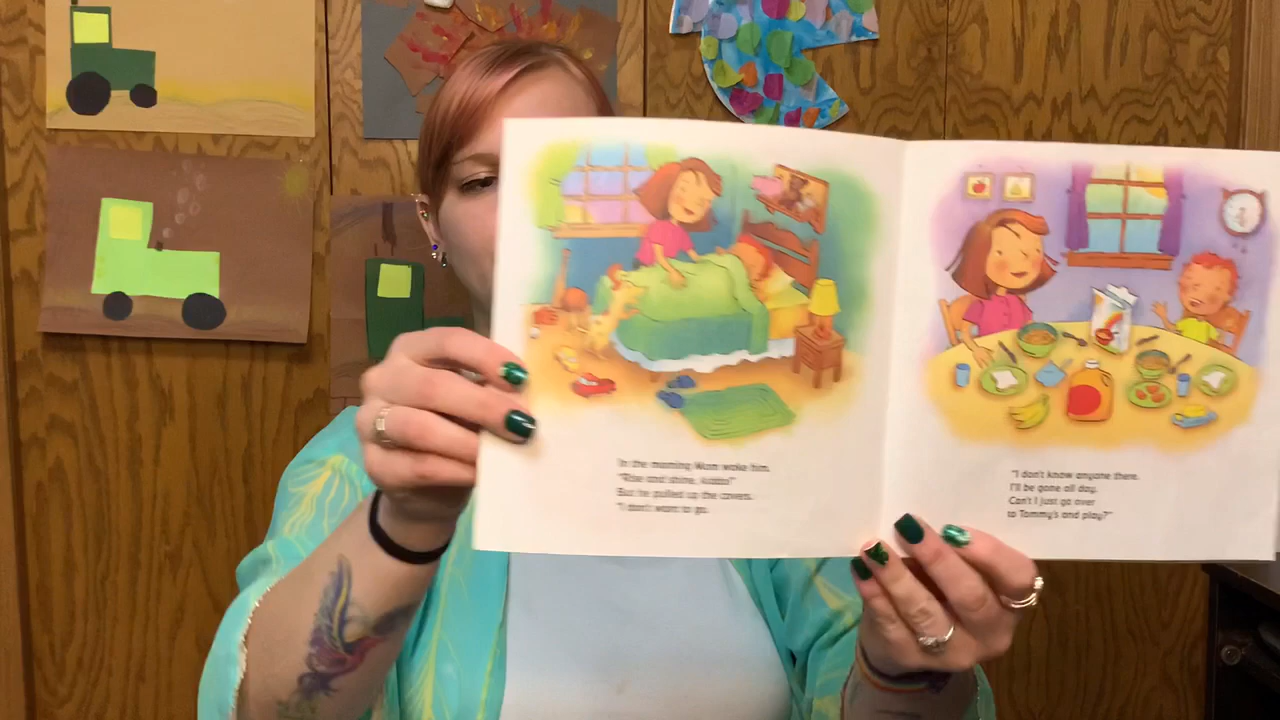 In the morning Mum woke him.
"Rise and shine, kiddo!"
But he pulled up the covers.
"I don't want to go.
"I don't know anyone there.
I'll be gone all day.
Can't I just go over
to Tommy's and play?"